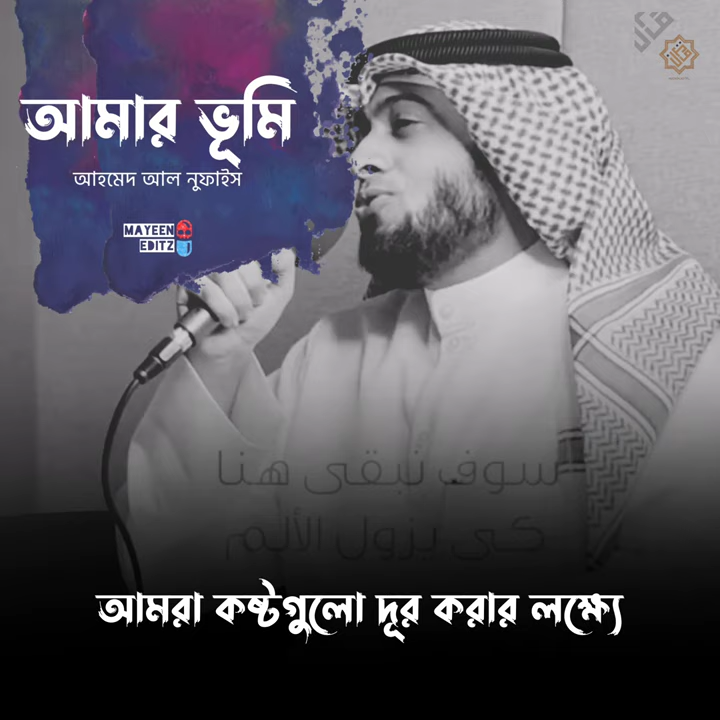 আমার ভূমি
আহমেদ আল নুফাইস
MAYEEN
EDITZ
سوف نبقى هنا
كي يزول الألم
আমরা কষ্টগুলো দূর করার লক্ষ্যে